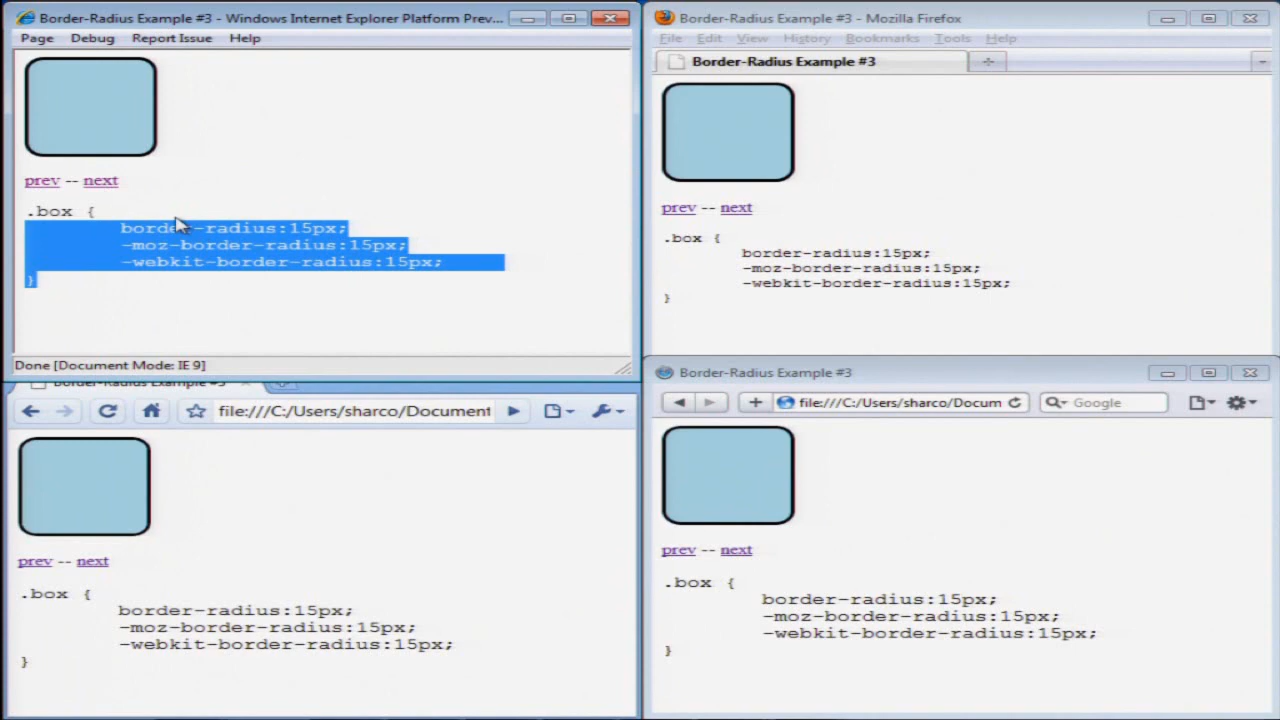 Border-Radius Example #3 - Windows Internet Explorer Platform Prev...
Page Debug Report Issue Help
prev -- next
.box {
border-radius:15px;
-moz-border-radius:15px;
-webkit-border-radius:15px;
}
Done [Document Mode: IE 9]
Border-Radius Example #3 - Mozilla Firefox
File Edit View History Bookmarks Tools Help
Border-Radius Example #3
prev -- next
.box {
border-radius:15px;
-moz-border-radius:15px;
-webkit-border-radius:15px;
}
Border-Radius Example #3
file:///C:/Users/sharco/Document
prev -- next
.box {
border-radius:15px;
-moz-border-radius:15px;
-webkit-border-radius:15px;
}
Border-Radius Example #3
file:///C:/Users/sharco/Docum
Google
prev -- next
.box {
border-radius:15px;
-moz-border-radius:15px;
-webkit-border-radius:15px;
}